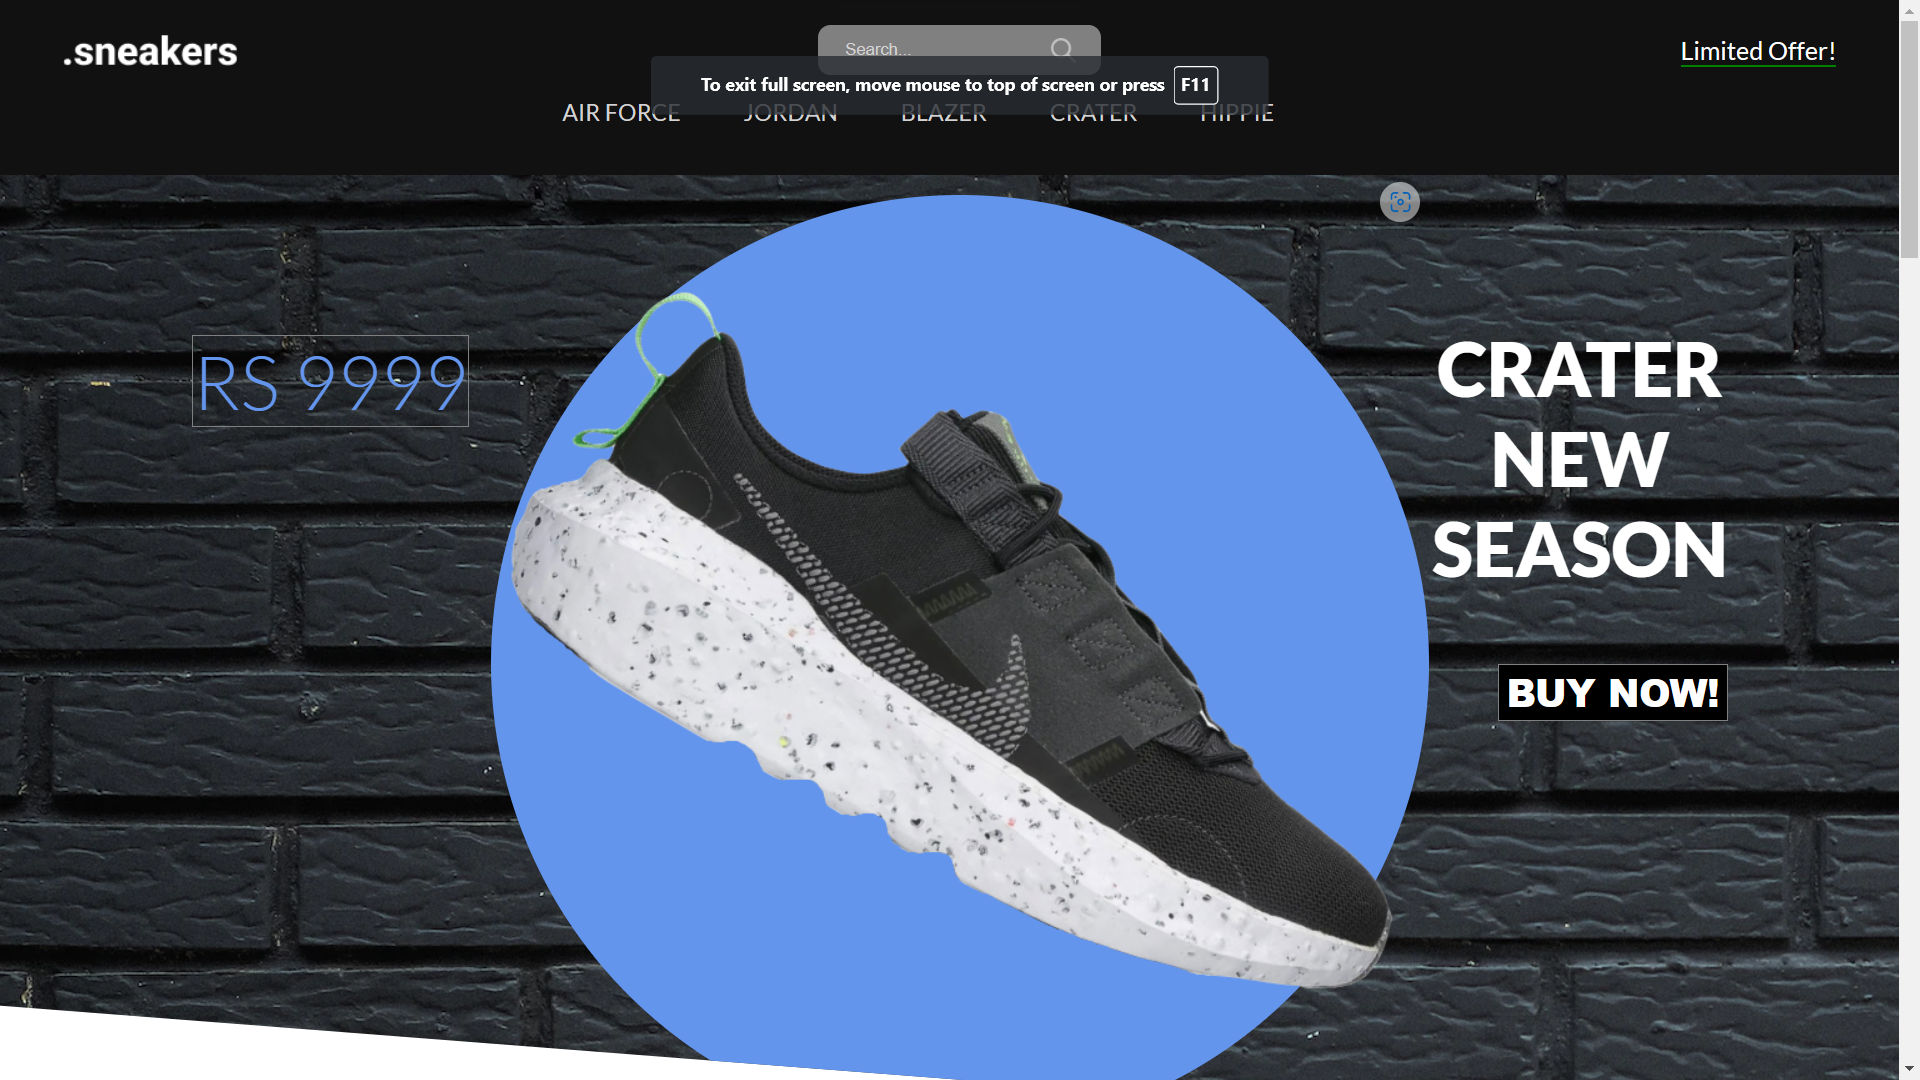 .sneakers
Search...
Limited Offer!
To exit full screen, move mouse to top of screen or press F11
AIR FORCE JORDAN BLAZER CRATER HIPPIE
RS 9999
CRATER
NEW
SEASON
BUY NOW!